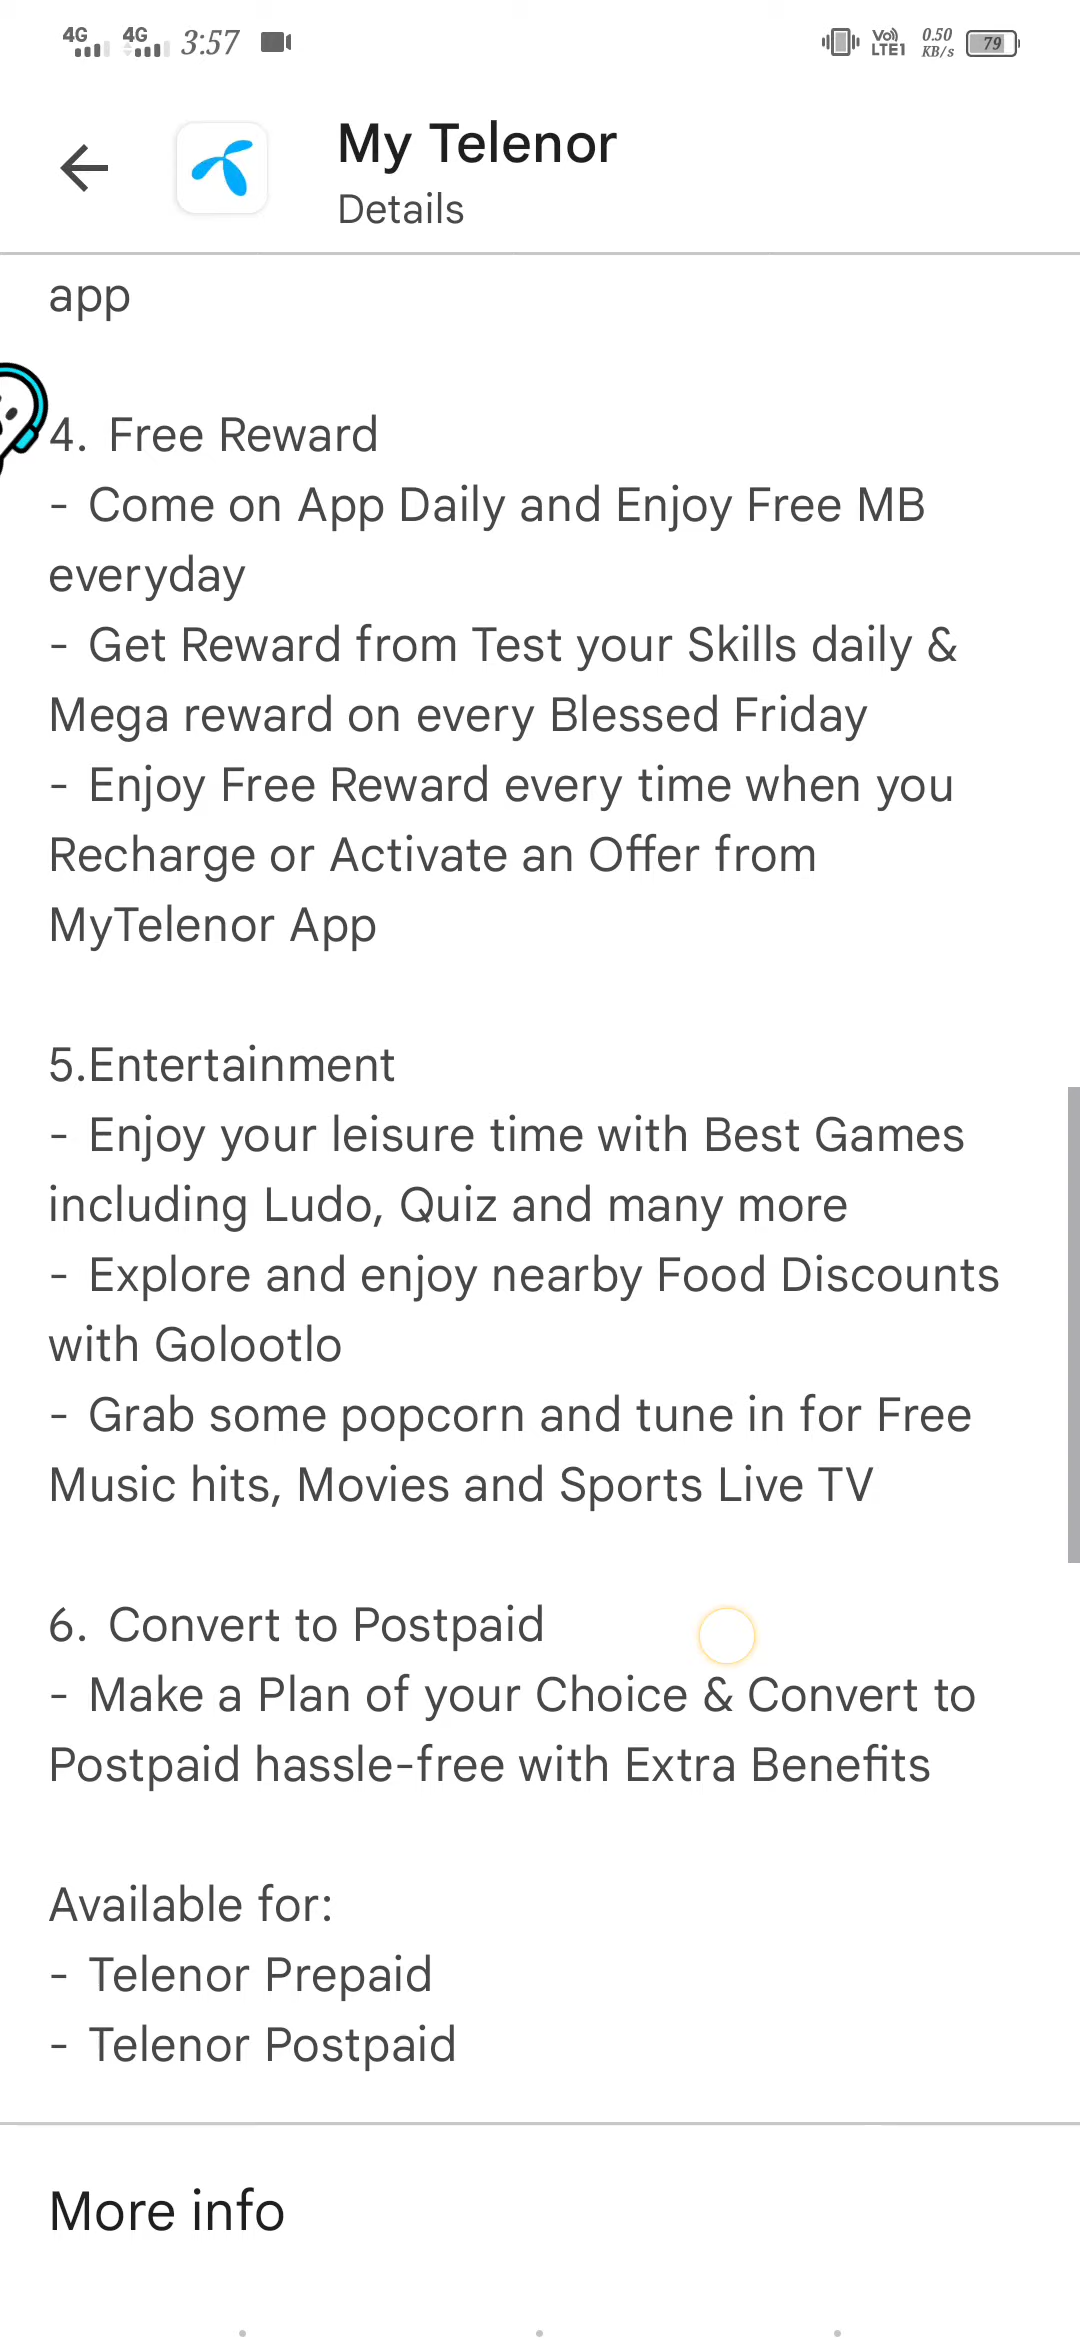 4G 4G 3:57 Vo) LTE1 0.50 KB/s 79
My Telenor
Details
app
4. Free Reward
- Come on App Daily and Enjoy Free MB
everyday
- Get Reward from Test your Skills daily &
Mega reward on every Blessed Friday
- Enjoy Free Reward every time when you
Recharge or Activate an Offer from
MyTelenor App
5.Entertainment
- Enjoy your leisure time with Best Games
including Ludo, Quiz and many more
- Explore and enjoy nearby Food Discounts
with Golootlo
- Grab some popcorn and tune in for Free
Music hits, Movies and Sports Live TV
6. Convert to Postpaid
- Make a Plan of your Choice & Convert to
Postpaid hassle-free with Extra Benefits
Available for:
- Telenor Prepaid
- Telenor Postpaid
More info